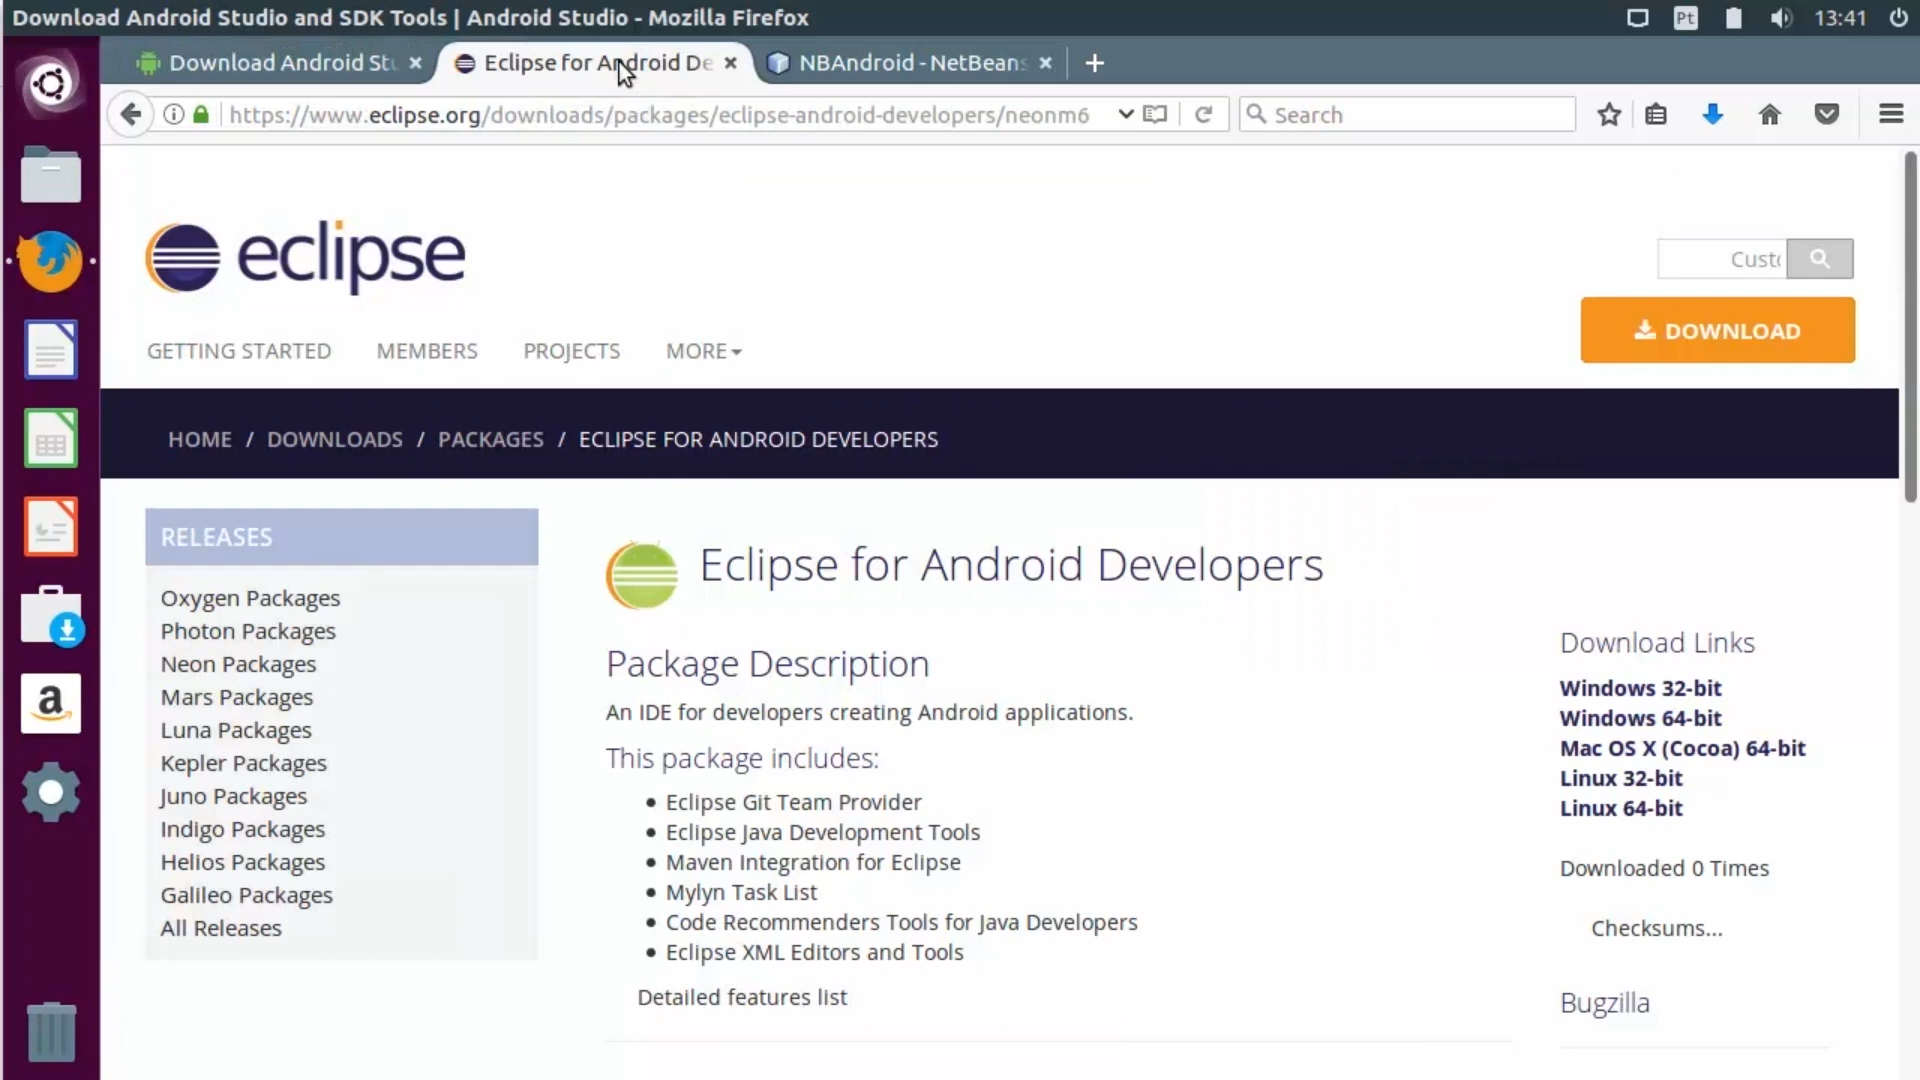 Download Android Studio and SDK Tools | Android Studio - Mozilla Firefox
Pt
13:41
Download Android Stu
Eclipse for Android De
NBAndroid - NetBeans
https://www.eclipse.org/downloads/packages/eclipse-android-developers/neonm6
Search
eclipse
Custo
DOWNLOAD
GETTING STARTED
MEMBERS
PROJECTS
MORE
HOME / DOWNLOADS / PACKAGES / ECLIPSE FOR ANDROID DEVELOPERS
RELEASES
Oxygen Packages
Photon Packages
Neon Packages
Mars Packages
Luna Packages
Kepler Packages
Juno Packages
Indigo Packages
Helios Packages
Galileo Packages
All Releases
Eclipse for Android Developers
Package Description
An IDE for developers creating Android applications.
This package includes:
Eclipse Git Team Provider
Eclipse Java Development Tools
Maven Integration for Eclipse
Mylyn Task List
Code Recommenders Tools for Java Developers
Eclipse XML Editors and Tools
Detailed features list
Download Links
Windows 32-bit
Windows 64-bit
Mac OS X (Cocoa) 64-bit
Linux 32-bit
Linux 64-bit
Downloaded 0 Times
Checksums...
Bugzilla
a